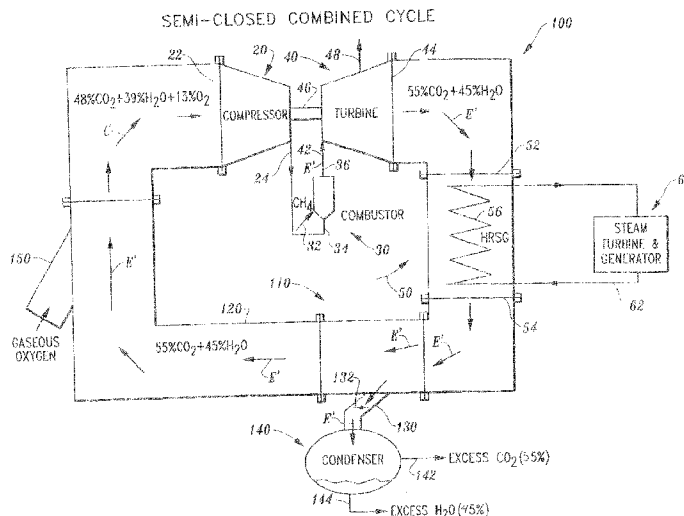 SEMI-CLOSED COMBINED CYCLE
100
22
20
40
48
44
46
48%CO2+39%H2O+13%O2
COMPRESSOR
TURBINE
55%CO2+45%H2O
C
E'
42
E'
24
36
52
CH4
COMBUSTOR
56
HRSG
6
STEAM
TURBINE &
GENERATOR
32
34
30
150
E'
110
50
62
120
54
GASEOUS
OXYGEN
55%CO2+45%H2O
E'
E'
E'
132
E'
130
140
CONDENSER
EXCESS CO2(55%)
142
144
EXCESS H2O(45%)